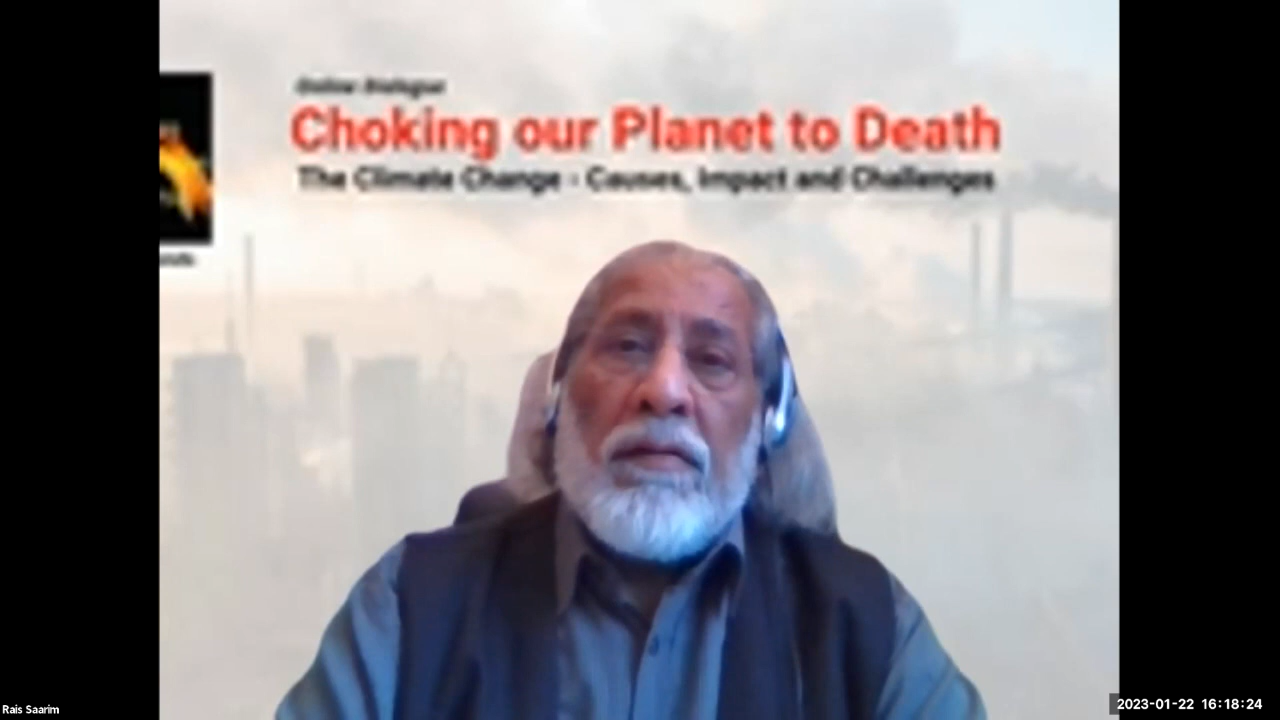 Online Dialogue
Choking our Planet to Death
The Climate Change - Causes, Impact and Challenges
Rais Saarim
2023-01-22 16:18:24